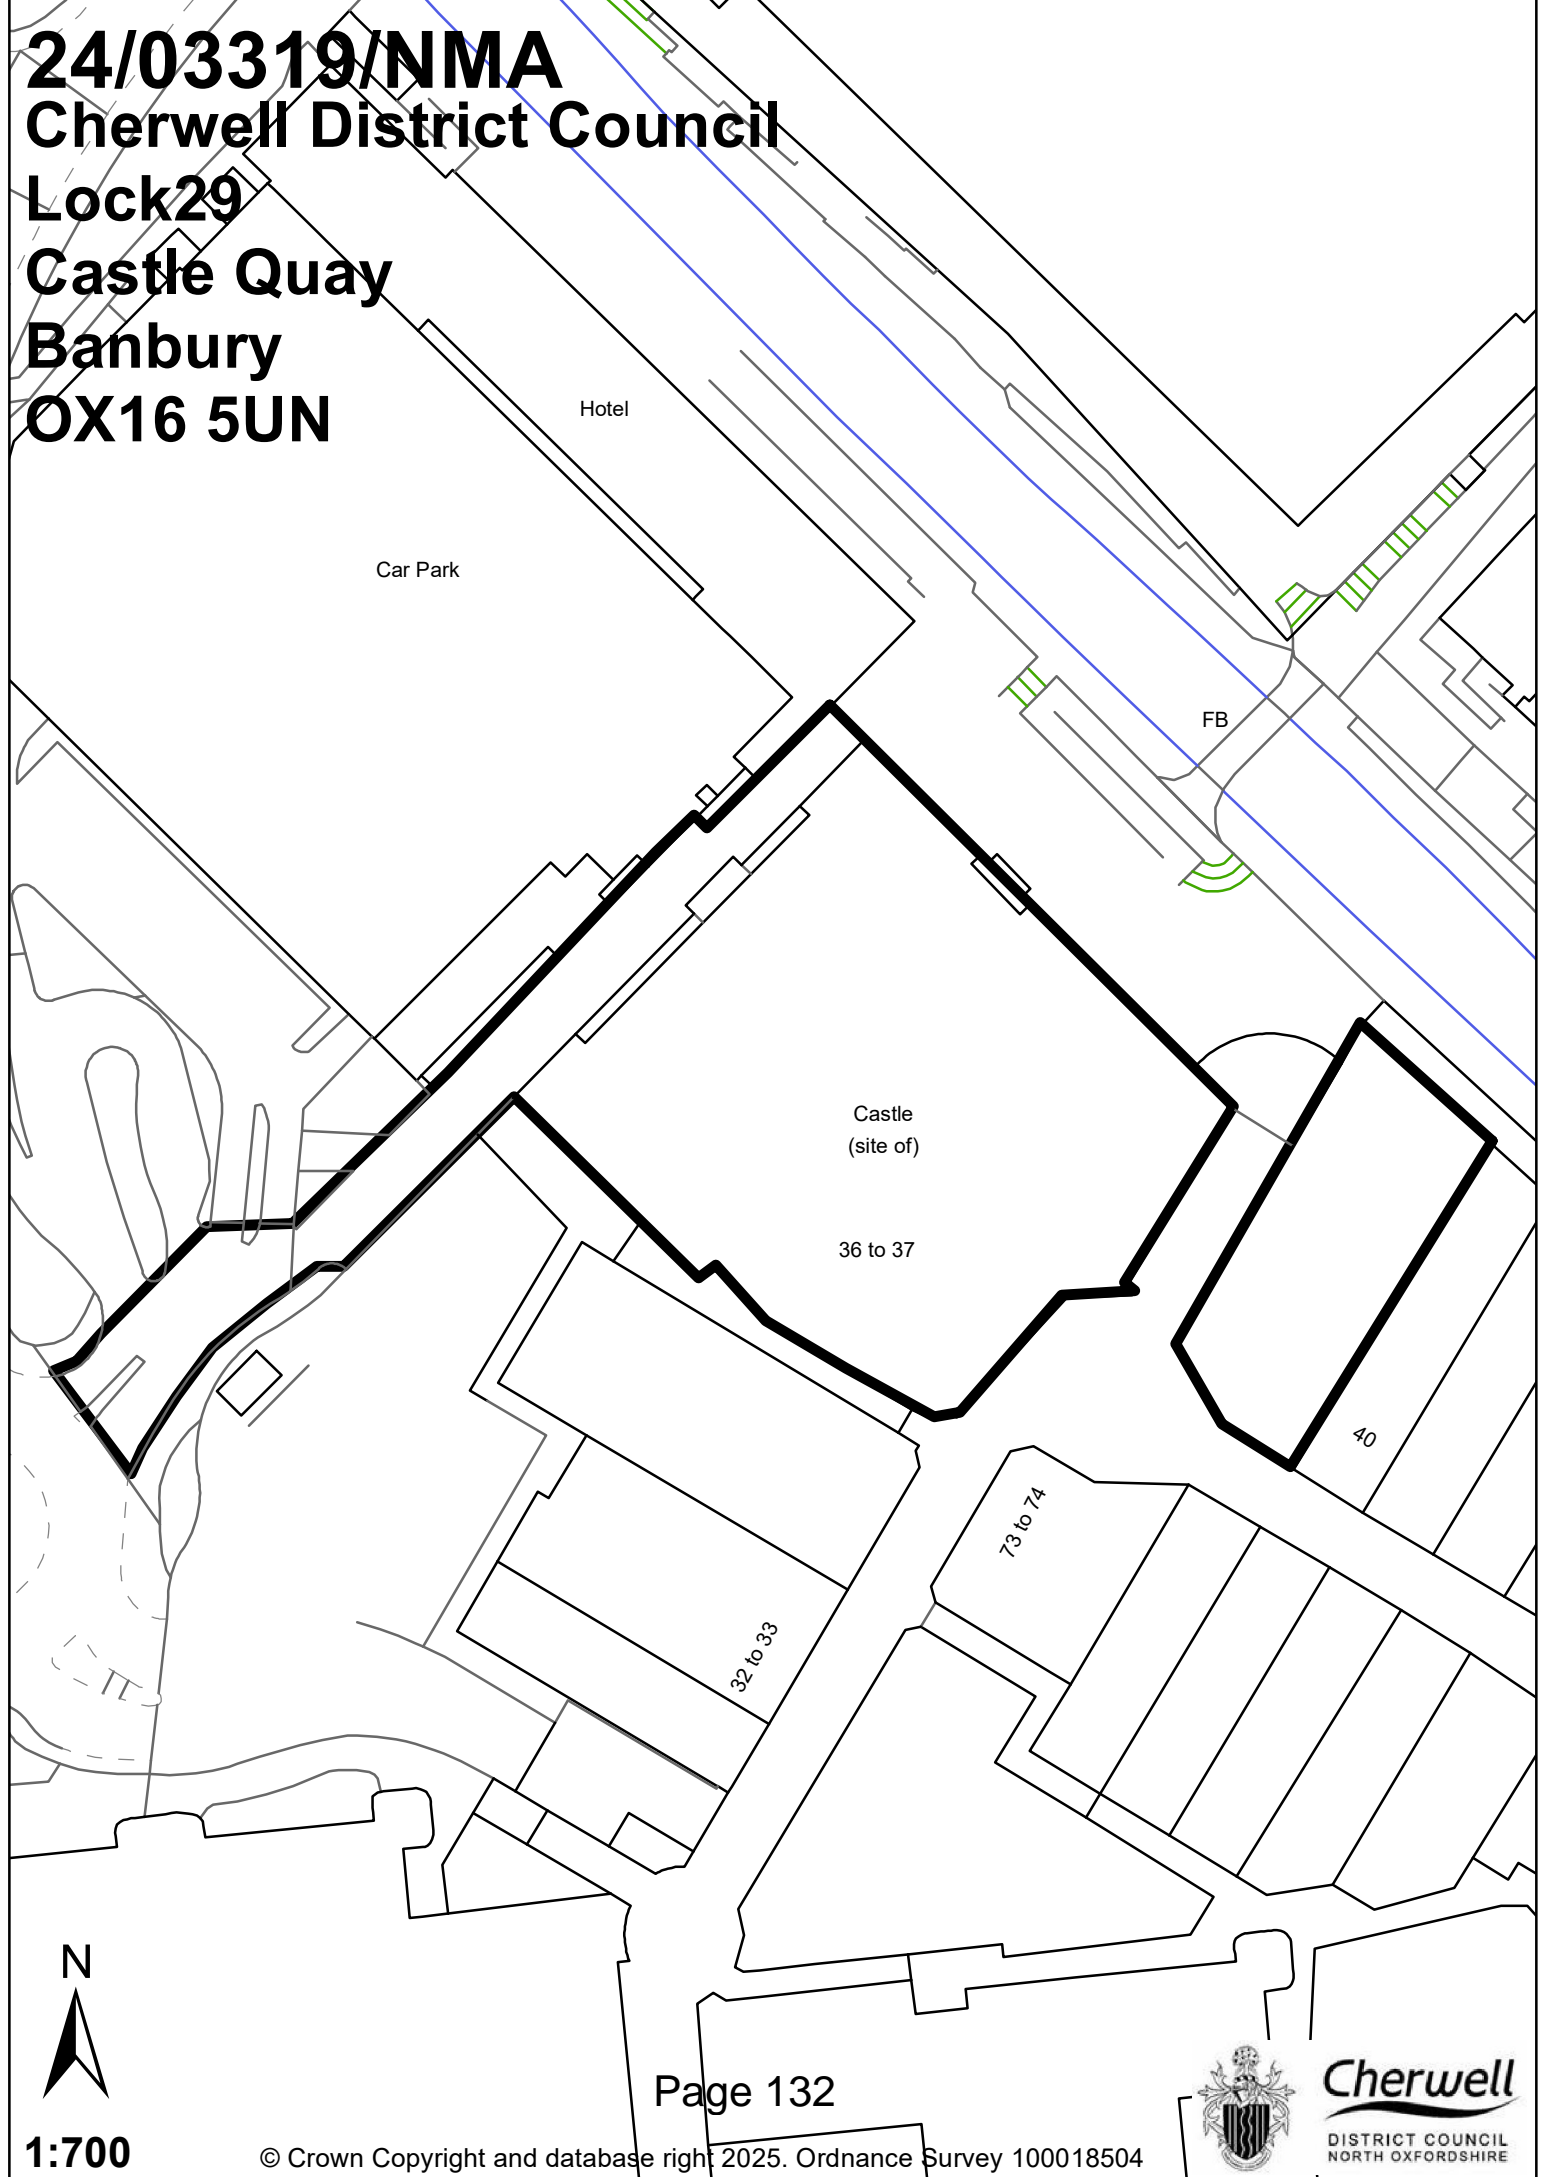 24/03319/NMA
Cherwell District Council
Lock29
Castle Quay
Banbury
OX16 5UN
Hotel
Car Park
FB
Castle
(site of)
36 to 37
40
73 to 74
32 to 33
N
Page 132
1:700
© Crown Copyright and database right 2025. Ordnance Survey 100018504
Cherwell
DISTRICT COUNCIL
NORTH OXFORDSHIRE